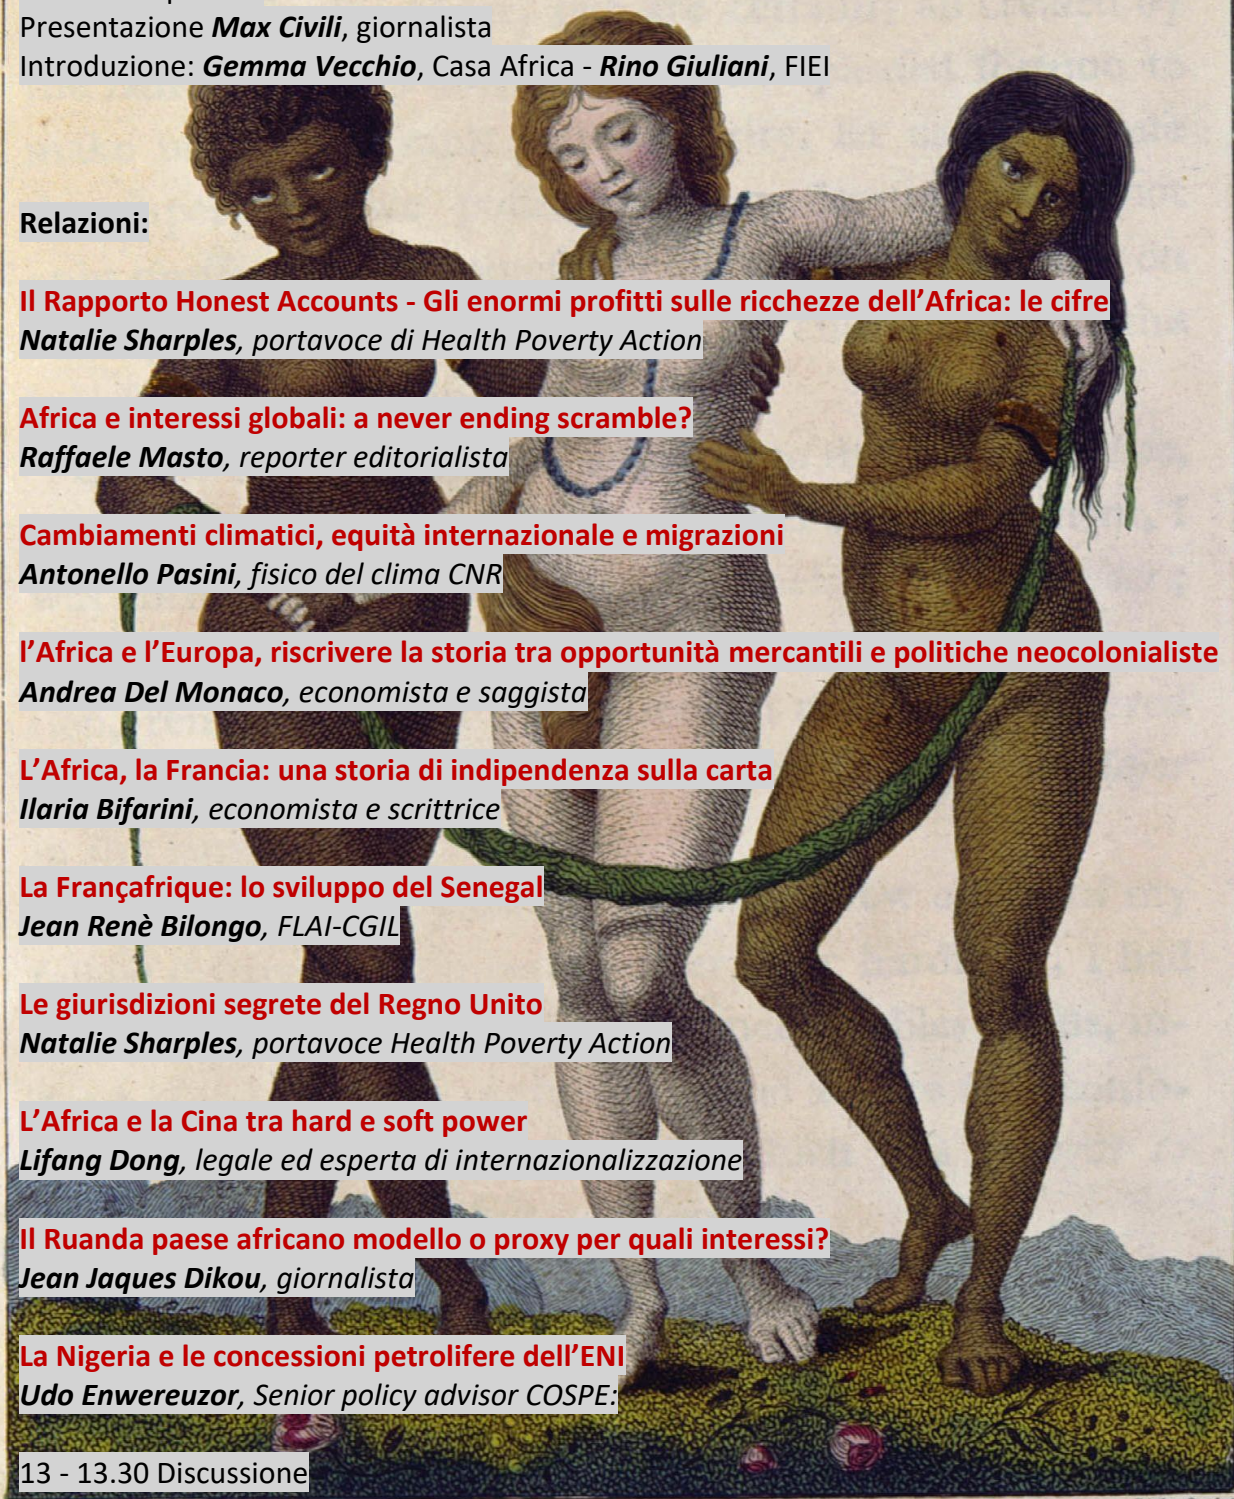 Presentazione Max Civili, giornalista
Introduzione: Gemma Vecchio, Casa Africa - Rino Giuliani, FIEI
Relazioni:
Il Rapporto Honest Accounts - Gli enormi profitti sulle ricchezze dell’Africa: le cifre
Natalie Sharples, portavoce di Health Poverty Action
Africa e interessi globali: a never ending scramble?
Raffaele Masto, reporter editorialista
Cambiamenti climatici, equità internazionale e migrazioni
Antonello Pasini, fisico del clima CNR
l’Africa e l’Europa, riscrivere la storia tra opportunità mercantili e politiche neocolonialiste
Andrea Del Monaco, economista e saggista
L’Africa, la Francia: una storia di indipendenza sulla carta
Ilaria Bifarini, economista e scrittrice
La Françafrique: lo sviluppo del Senegal
Jean Renè Bilongo, FLAI-CGIL
Le giurisdizioni segrete del Regno Unito
Natalie Sharples, portavoce Health Poverty Action
L’Africa e la Cina tra hard e soft power
Lifang Dong, legale ed esperta di internazionalizzazione
Il Ruanda paese africano modello o proxy per quali interessi?
Jean Jaques Dikou, giornalista
La Nigeria e le concessioni petrolifere dell’ENI
Udo Enwereuzor, Senior policy advisor COSPE:
13 - 13.30 Discussione